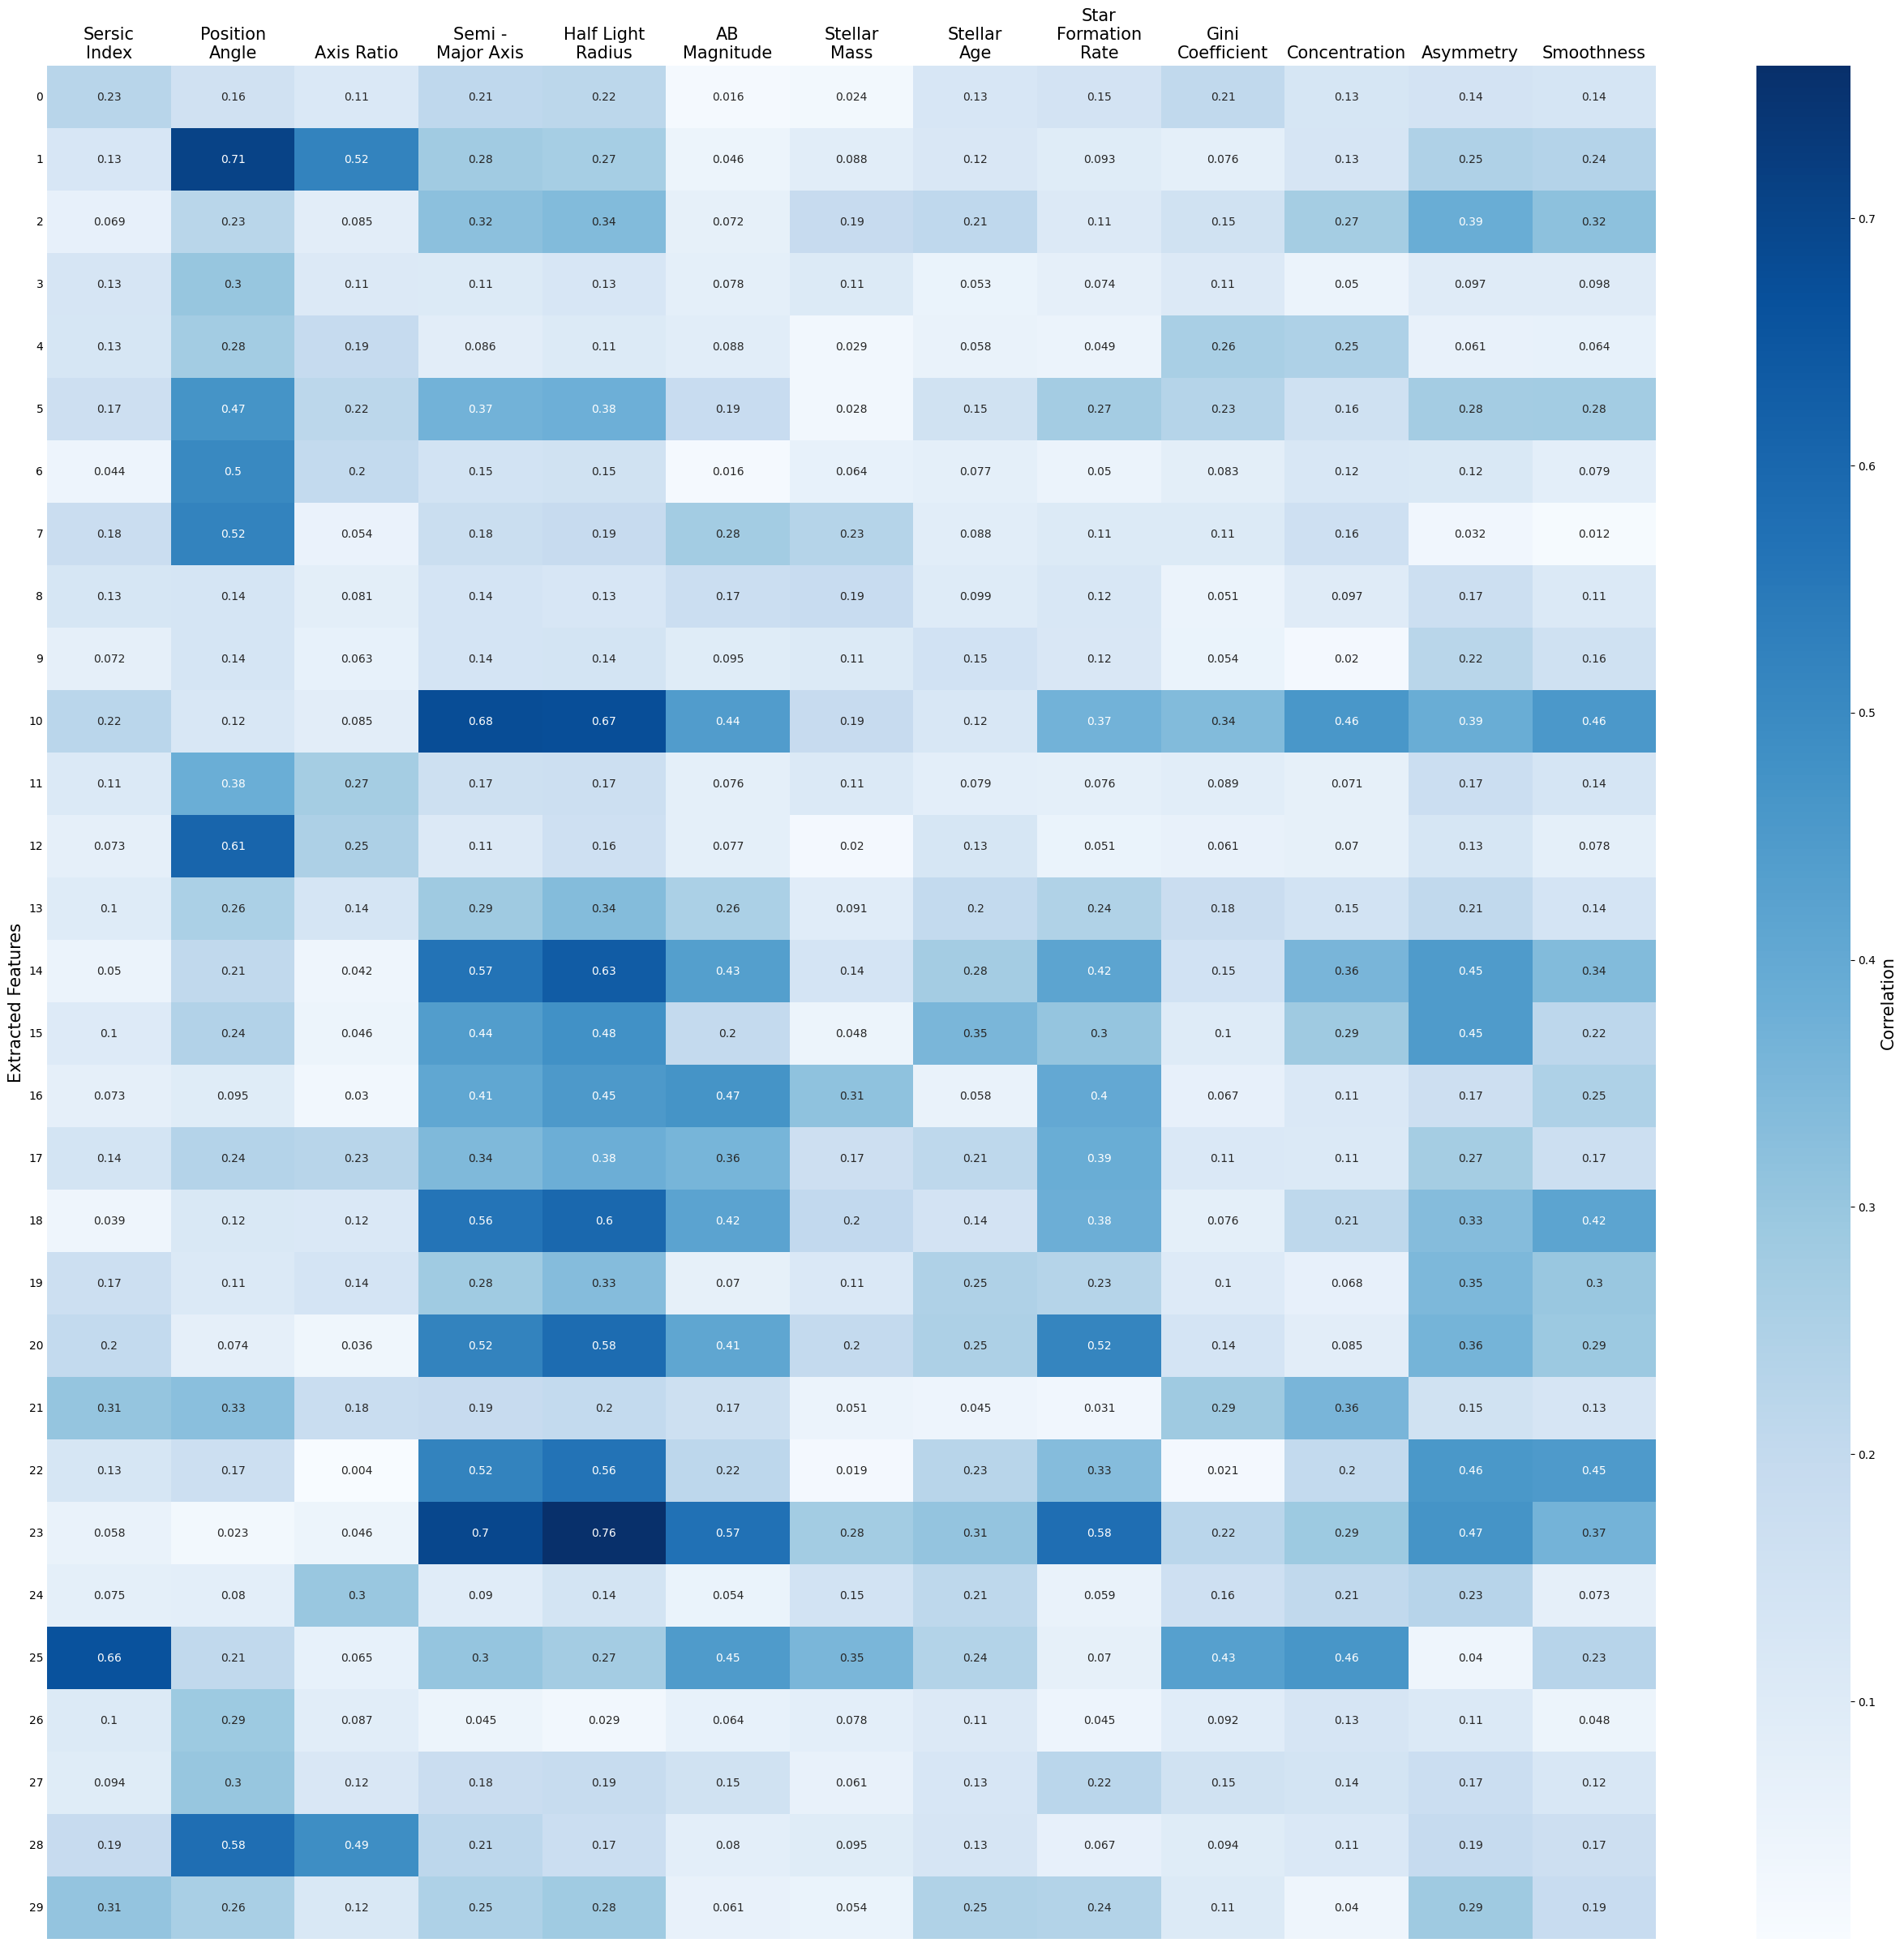 Sersic Index Position Angle Axis Ratio Semi - Major Axis Half Light Radius AB Magnitude Stellar Mass Stellar Age Star Formation Rate Gini Coefficient Concentration Asymmetry Smoothness
0 0.23 0.16 0.11 0.21 0.22 0.016 0.024 0.13 0.15 0.21 0.13 0.14 0.14
1 0.13 0.71 0.52 0.28 0.27 0.046 0.088 0.12 0.093 0.076 0.13 0.25 0.24
2 0.069 0.23 0.085 0.32 0.34 0.072 0.19 0.21 0.11 0.15 0.27 0.39 0.32
3 0.13 0.3 0.11 0.11 0.13 0.078 0.11 0.053 0.074 0.11 0.05 0.097 0.098
4 0.13 0.28 0.19 0.086 0.11 0.088 0.029 0.058 0.049 0.26 0.25 0.061 0.064
5 0.17 0.47 0.22 0.37 0.38 0.19 0.028 0.15 0.27 0.23 0.16 0.28 0.28
6 0.044 0.5 0.2 0.15 0.15 0.016 0.064 0.077 0.05 0.083 0.12 0.12 0.079
7 0.18 0.52 0.054 0.18 0.19 0.28 0.23 0.088 0.11 0.11 0.16 0.032 0.012
8 0.13 0.14 0.081 0.14 0.13 0.17 0.19 0.099 0.12 0.051 0.097 0.17 0.11
9 0.072 0.14 0.063 0.14 0.14 0.095 0.11 0.15 0.12 0.054 0.02 0.22 0.16
10 0.22 0.12 0.085 0.68 0.67 0.44 0.19 0.12 0.37 0.34 0.46 0.39 0.46
11 0.11 0.38 0.27 0.17 0.17 0.076 0.11 0.079 0.076 0.089 0.071 0.17 0.14
12 0.073 0.61 0.25 0.11 0.16 0.077 0.02 0.13 0.051 0.061 0.07 0.13 0.078
13 0.1 0.26 0.14 0.29 0.34 0.26 0.091 0.2 0.24 0.18 0.15 0.21 0.14
14 0.05 0.21 0.042 0.57 0.63 0.43 0.14 0.28 0.42 0.15 0.36 0.45 0.34
15 0.1 0.24 0.046 0.44 0.48 0.2 0.048 0.35 0.3 0.1 0.29 0.45 0.22
16 0.073 0.095 0.03 0.41 0.45 0.47 0.31 0.058 0.4 0.067 0.11 0.17 0.25
17 0.14 0.24 0.23 0.34 0.38 0.36 0.17 0.21 0.39 0.11 0.11 0.27 0.17
18 0.039 0.12 0.12 0.56 0.6 0.42 0.2 0.14 0.38 0.076 0.21 0.33 0.42
19 0.17 0.11 0.14 0.28 0.33 0.07 0.11 0.25 0.23 0.1 0.068 0.35 0.3
20 0.2 0.074 0.036 0.52 0.58 0.41 0.2 0.25 0.52 0.14 0.085 0.36 0.29
21 0.31 0.33 0.18 0.19 0.2 0.17 0.051 0.045 0.031 0.29 0.36 0.15 0.13
22 0.13 0.17 0.004 0.52 0.56 0.22 0.019 0.23 0.33 0.021 0.2 0.46 0.45
23 0.058 0.023 0.046 0.7 0.76 0.57 0.28 0.31 0.58 0.22 0.29 0.47 0.37
24 0.075 0.08 0.3 0.09 0.14 0.054 0.15 0.21 0.059 0.16 0.21 0.23 0.073
25 0.66 0.21 0.065 0.3 0.27 0.45 0.35 0.24 0.07 0.43 0.46 0.04 0.23
26 0.1 0.29 0.087 0.045 0.029 0.064 0.078 0.11 0.045 0.092 0.13 0.11 0.048
27 0.094 0.3 0.12 0.18 0.19 0.15 0.061 0.13 0.22 0.15 0.14 0.17 0.12
28 0.19 0.58 0.49 0.21 0.17 0.08 0.095 0.13 0.067 0.094 0.11 0.19 0.17
29 0.31 0.26 0.12 0.25 0.28 0.061 0.054 0.25 0.24 0.11 0.04 0.29 0.19
Extracted Features
0.7
0.6
0.5
0.4
0.3
0.2
0.1
Correlation